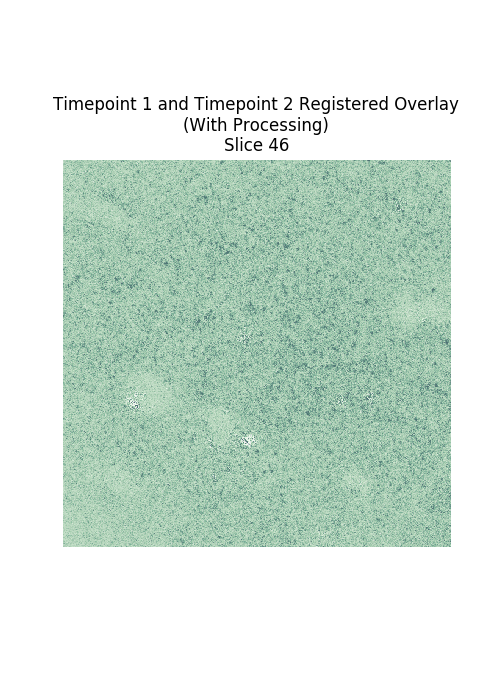 Timepoint 1 and Timepoint 2 Registered Overlay
(With Processing)
Slice 46